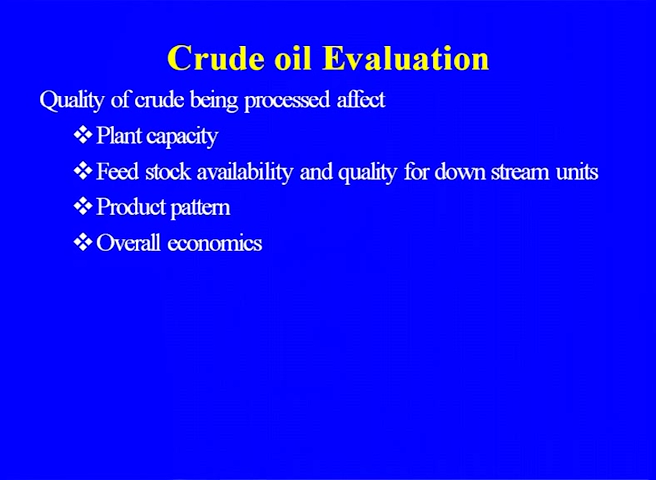 Crude oil Evaluation
Quality of crude being processed affect
❖ Plant capacity
❖ Feed stock availability and quality for down stream units
❖ Product pattern
❖ Overall economics